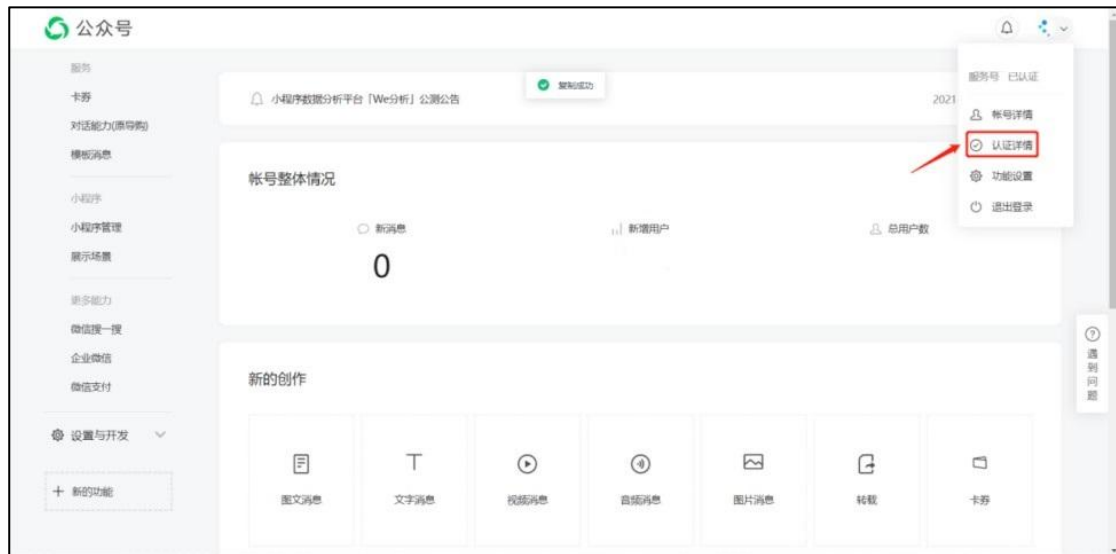 公众号
服务
卡券
对话能力(原导购)
模板消息
小程序
小程序管理
展示场景
更多能力
微信搜一搜
企业微信
微信支付
设置与开发
新的功能
复制成功
小程序数据分析平台「We分析」公测公告
2021
帐号整体情况
新消息
新增用户
总用户数
0
新的创作
图文消息
文字消息
视频消息
音频消息
图片消息
转载
卡券
服务号 已认证
帐号详情
认证详情
功能设置
退出登录
遇到问题